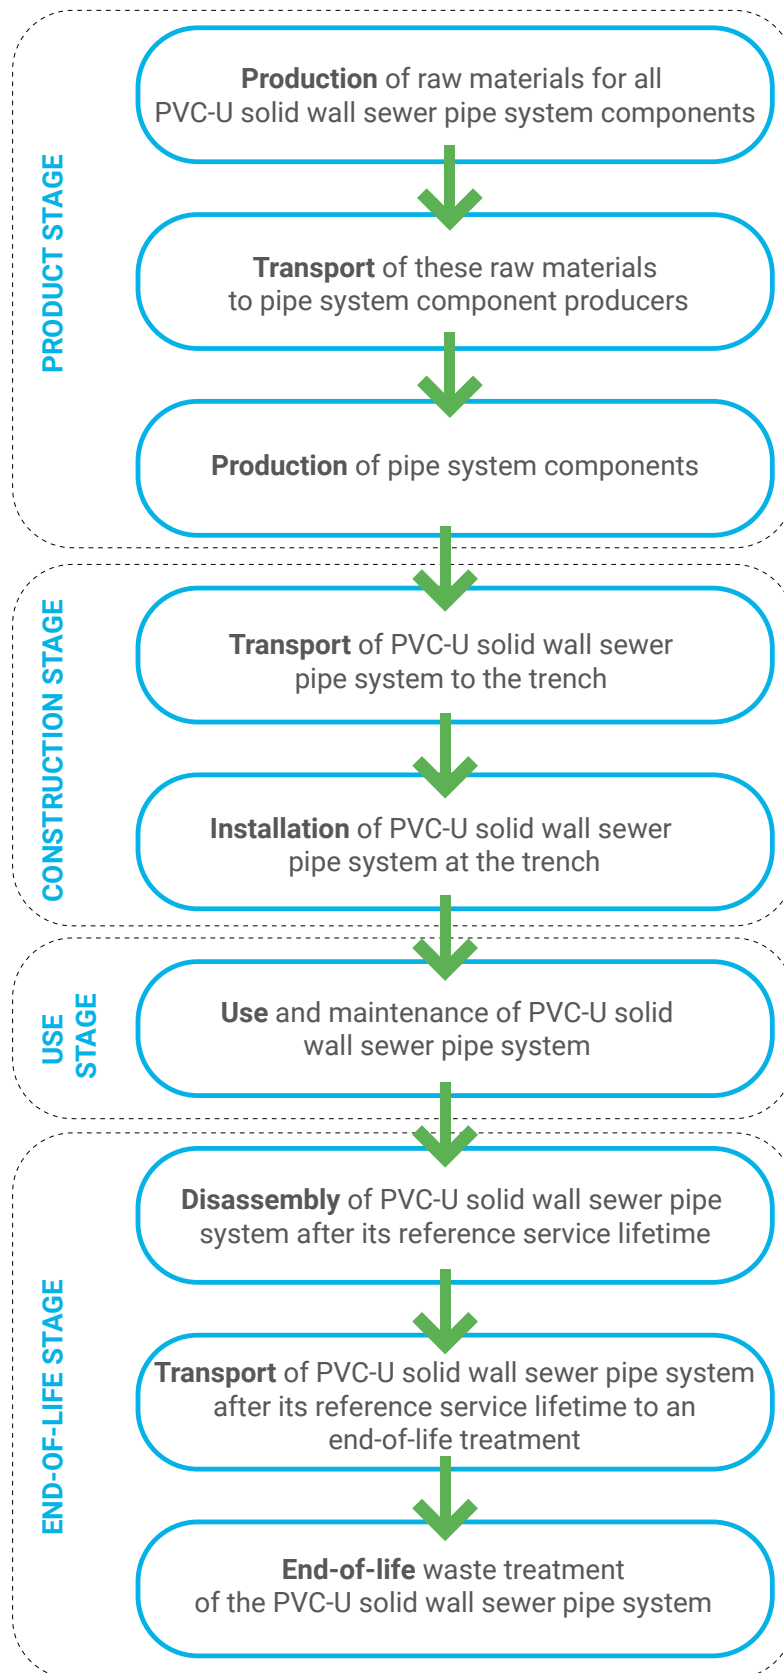 PRODUCT STAGE
Production of raw materials for all
PVC-U solid wall sewer pipe system components
Transport of these raw materials
to pipe system component producers
Production of pipe system components
CONSTRUCTION STAGE
Transport of PVC-U solid wall sewer
pipe system to the trench
Installation of PVC-U solid wall sewer
pipe system at the trench
USE
STAGE
Use and maintenance of PVC-U solid
wall sewer pipe system
END-OF-LIFE STAGE
Disassembly of PVC-U solid wall sewer pipe
system after its reference service lifetime
Transport of PVC-U solid wall sewer pipe system
after its reference service lifetime to an
end-of-life treatment
End-of-life waste treatment
of the PVC-U solid wall sewer pipe system